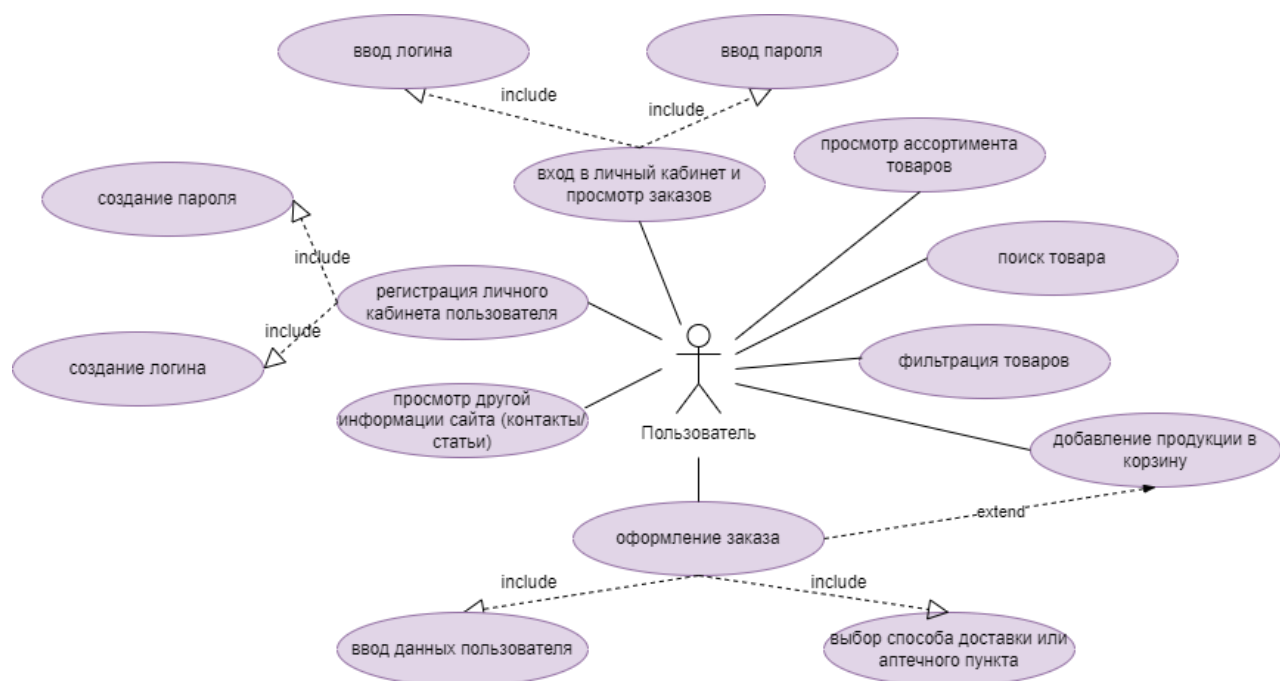 ввод логина
ввод пароля
include
include
просмотр ассортимента
товаров
вход в личный кабинет и
просмотр заказов
создание пароля
include
поиск товара
регистрация личного
кабинета пользователя
include
создание логина
фильтрация товаров
просмотр другой
информации сайта (контакты/
статьи)
Пользователь
добавление продукции в
корзину
extend
оформление заказа
include
include
ввод данных пользователя
выбор способа доставки или
аптечного пункта